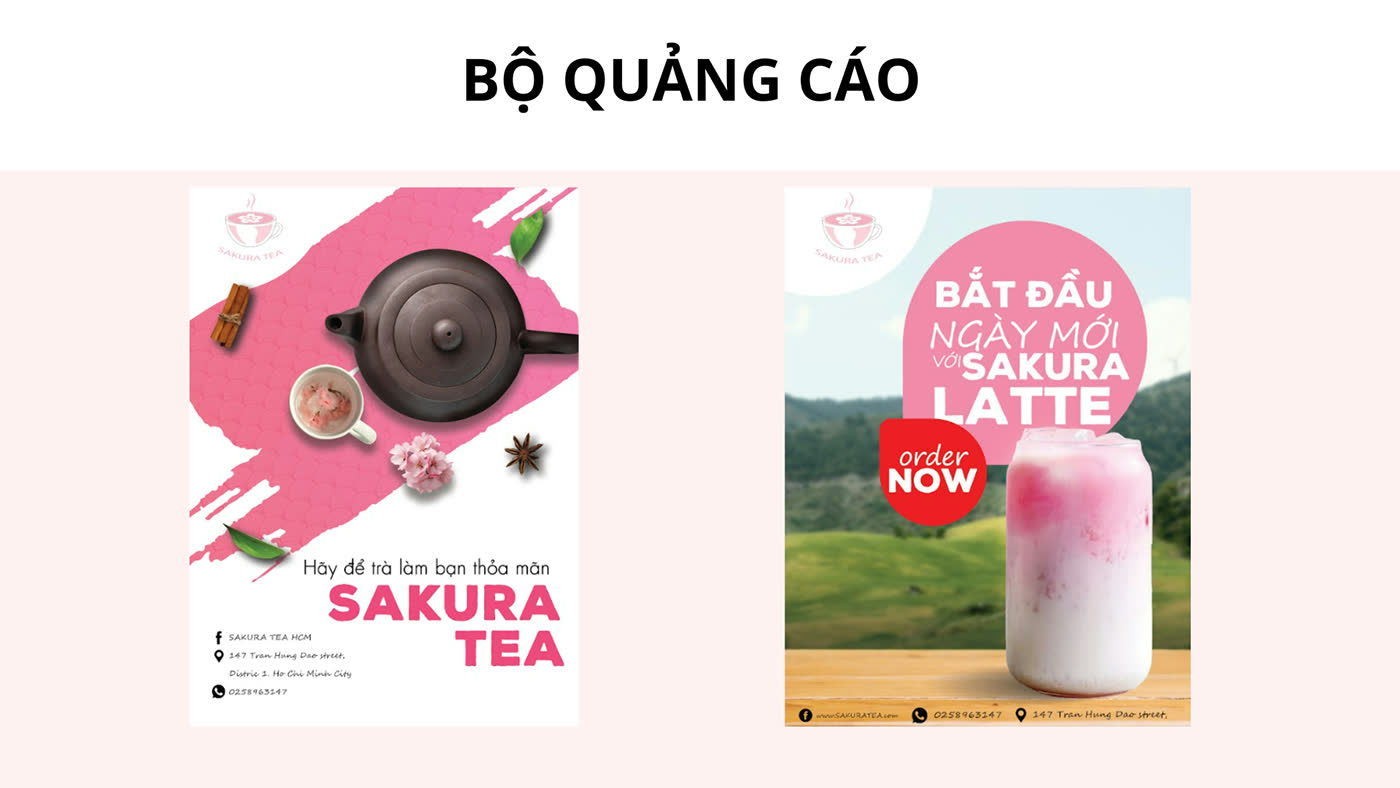 BỘ QUẢNG CÁO
SAKURA TEA
Hãy để trà làm bạn thỏa mãn
SAKURA
TEA
SAKURA TEA HCM
147 Tran Hung Dao street,
Distric 1. Ho Chi Minh City
0258963147
SAKURA TEA
BẮT ĐẦU
NGÀY MỚI
VỚI SAKURA
LATTE
order
NOW
www.SAKURATEA.com 0258963147 147 Tran Hung Dao street,